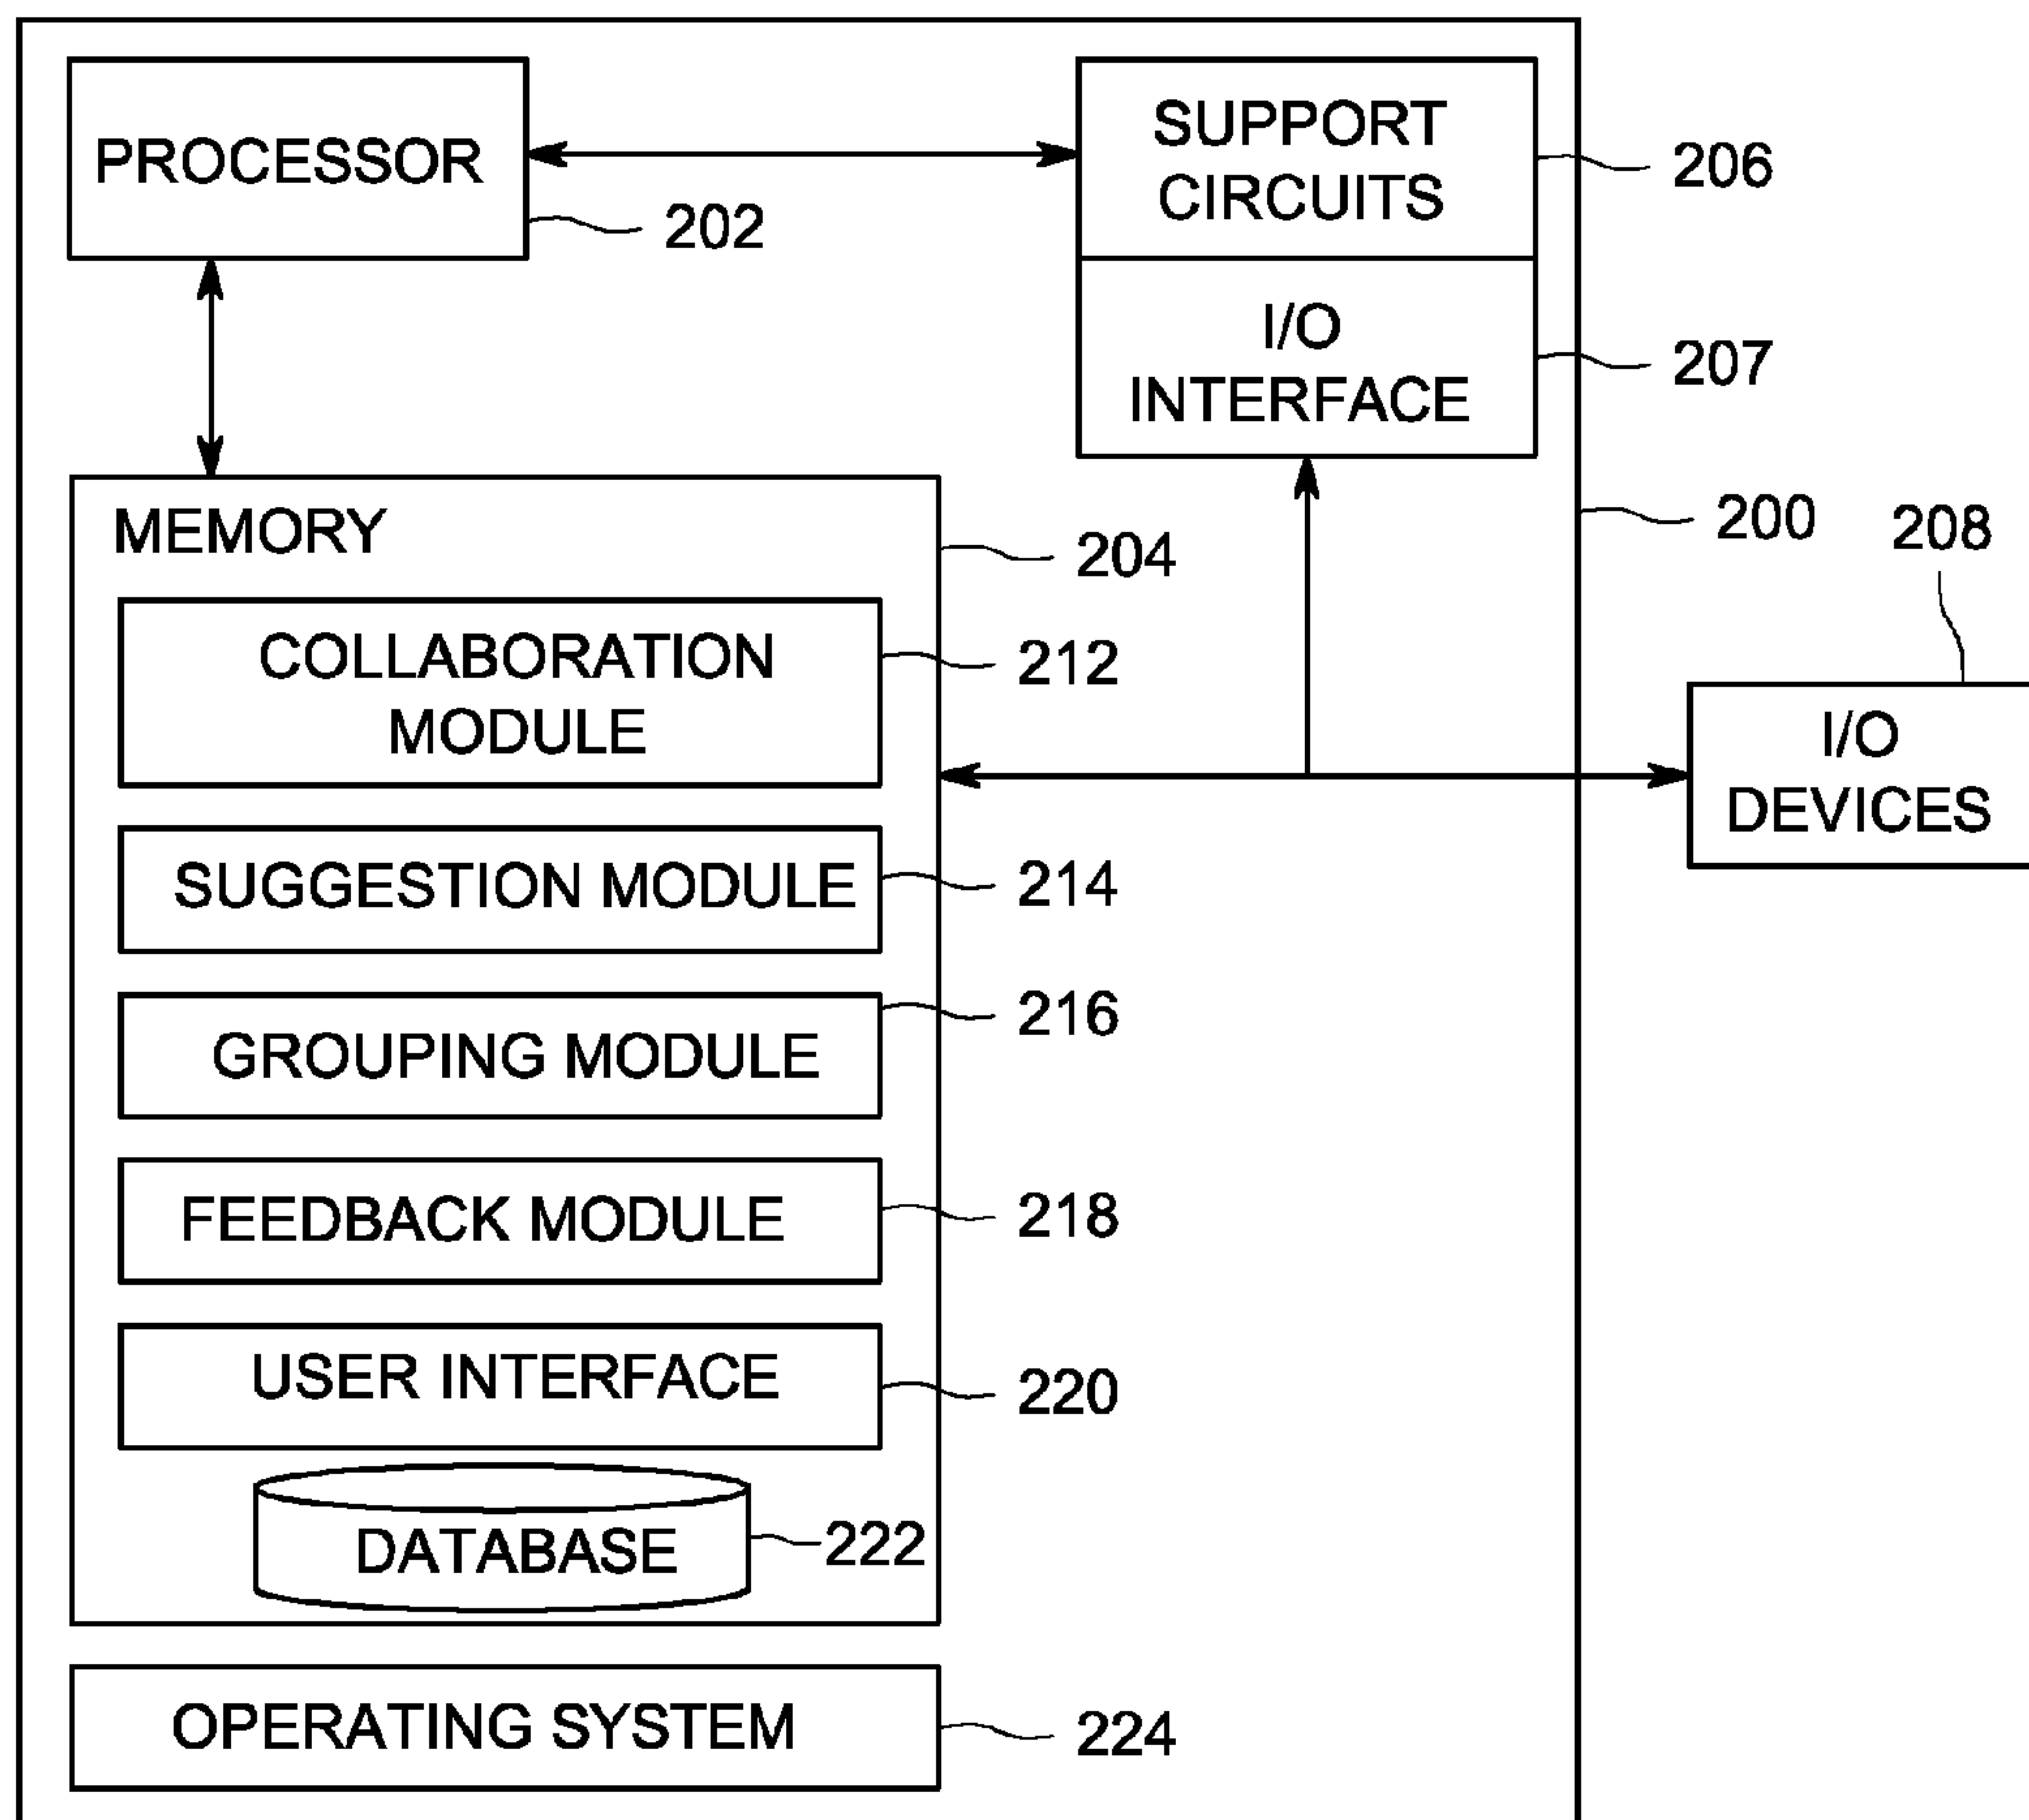 PROCESSOR
202
SUPPORT
CIRCUITS
206
I/O
INTERFACE
207
200
208
I/O
DEVICES
MEMORY
204
COLLABORATION
MODULE
212
SUGGESTION MODULE
214
GROUPING MODULE
216
FEEDBACK MODULE
218
USER INTERFACE
220
DATABASE
222
OPERATING SYSTEM
224